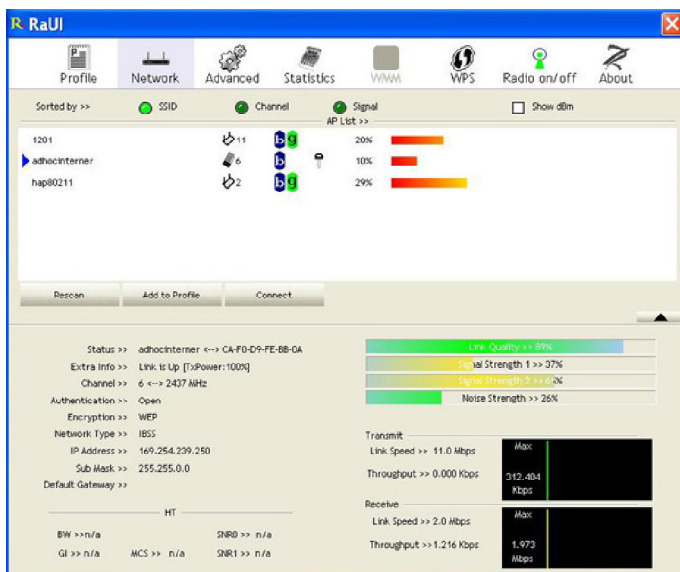 R RaUI
Profile Network Advanced Statistics WMM WPS Radio on/off About
Sorted by >> SSID Channel Signal Show dBm
AP List >>
1201 11 b g 20%
adhocinterner 6 b 10%
hap80211 2 b g 29%
Rescan Add to Profile Connect
Status >> adhocinterner <--> CA-F0-D9-FE-BB-0A
Extra Info >> Link is Up [TxPower:100%]
Channel >> 6 <--> 2437 MHz
Authentication >> Open
Encryption >> WEP
Network Type >> IBSS
IP Address >> 169.254.239.250
Sub Mask >> 255.255.0.0
Default Gateway >>
HT
BW >>n/a SNR0 >> n/a
GI >> n/a MCS >> n/a SNR1 >> n/a
Link Quality >> 89%
Signal Strength 1 >> 37%
Signal Strength 2 >>
Noise Strength >> 26%
Transmit
Link Speed >> 11.0 Mbps
Throughput >> 0.000 Kbps
Max
312.404
Kbps
Receive
Link Speed >> 2.0 Mbps
Throughput >>1.216 Kbps
Max
1.973
Mbps